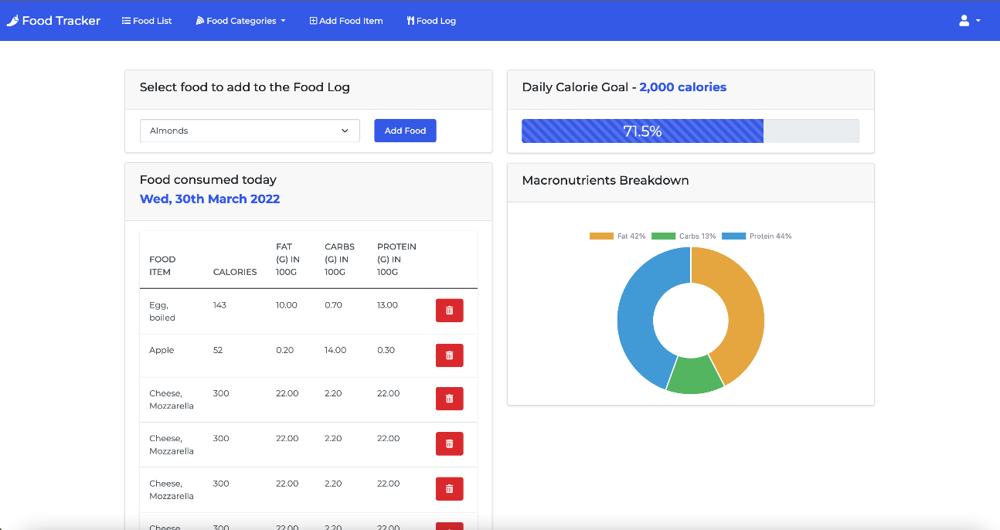 Food Tracker
Food List
Food Categories
Add Food Item
Food Log
Select food to add to the Food Log
Almonds
Add Food
Daily Calorie Goal - 2,000 calories
71.5%
Food consumed today
Wed, 30th March 2022
FOOD ITEM CALORIES FAT (G) IN 100G CARBS (G) IN 100G PROTEIN (G) IN 100G
Egg, boiled 143 10.00 0.70 13.00
Apple 52 0.20 14.00 0.30
Cheese, Mozzarella 300 22.00 2.20 22.00
Cheese, Mozzarella 300 22.00 2.20 22.00
Cheese, Mozzarella 300 22.00 2.20 22.00
Cheese, 300 22.00 2.20 22.00
Macronutrients Breakdown
Fat 42% Carbs 13% Protein 44%